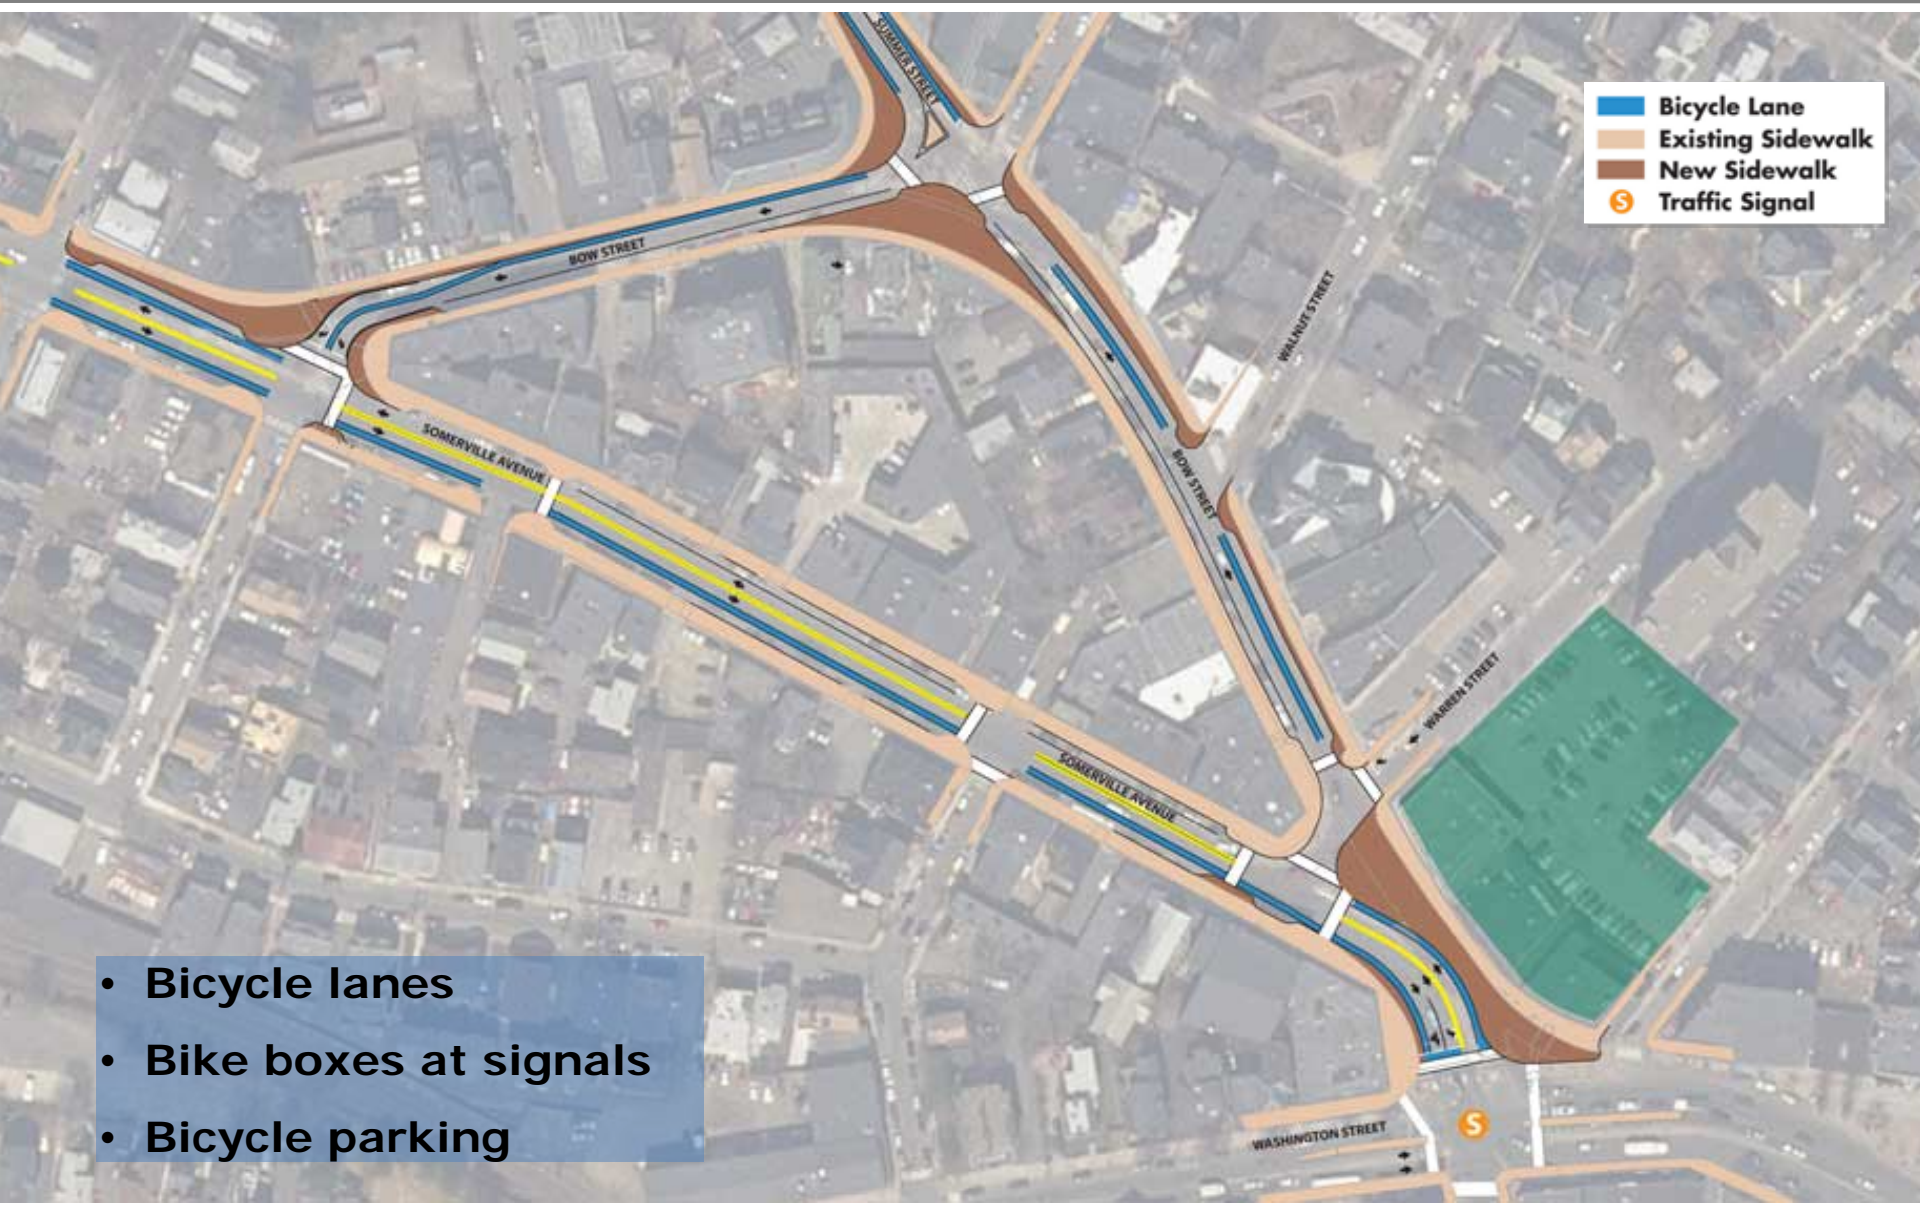 SUMMER STREET
Bicycle Lane
Existing Sidewalk
New Sidewalk
S Traffic Signal
BOW STREET
WALNUT STREET
SOMERVILLE AVENUE
BOW STREET
WARREN STREET
SOMERVILLE AVENUE
• Bicycle lanes
• Bike boxes at signals
• Bicycle parking
S
WASHINGTON STREET